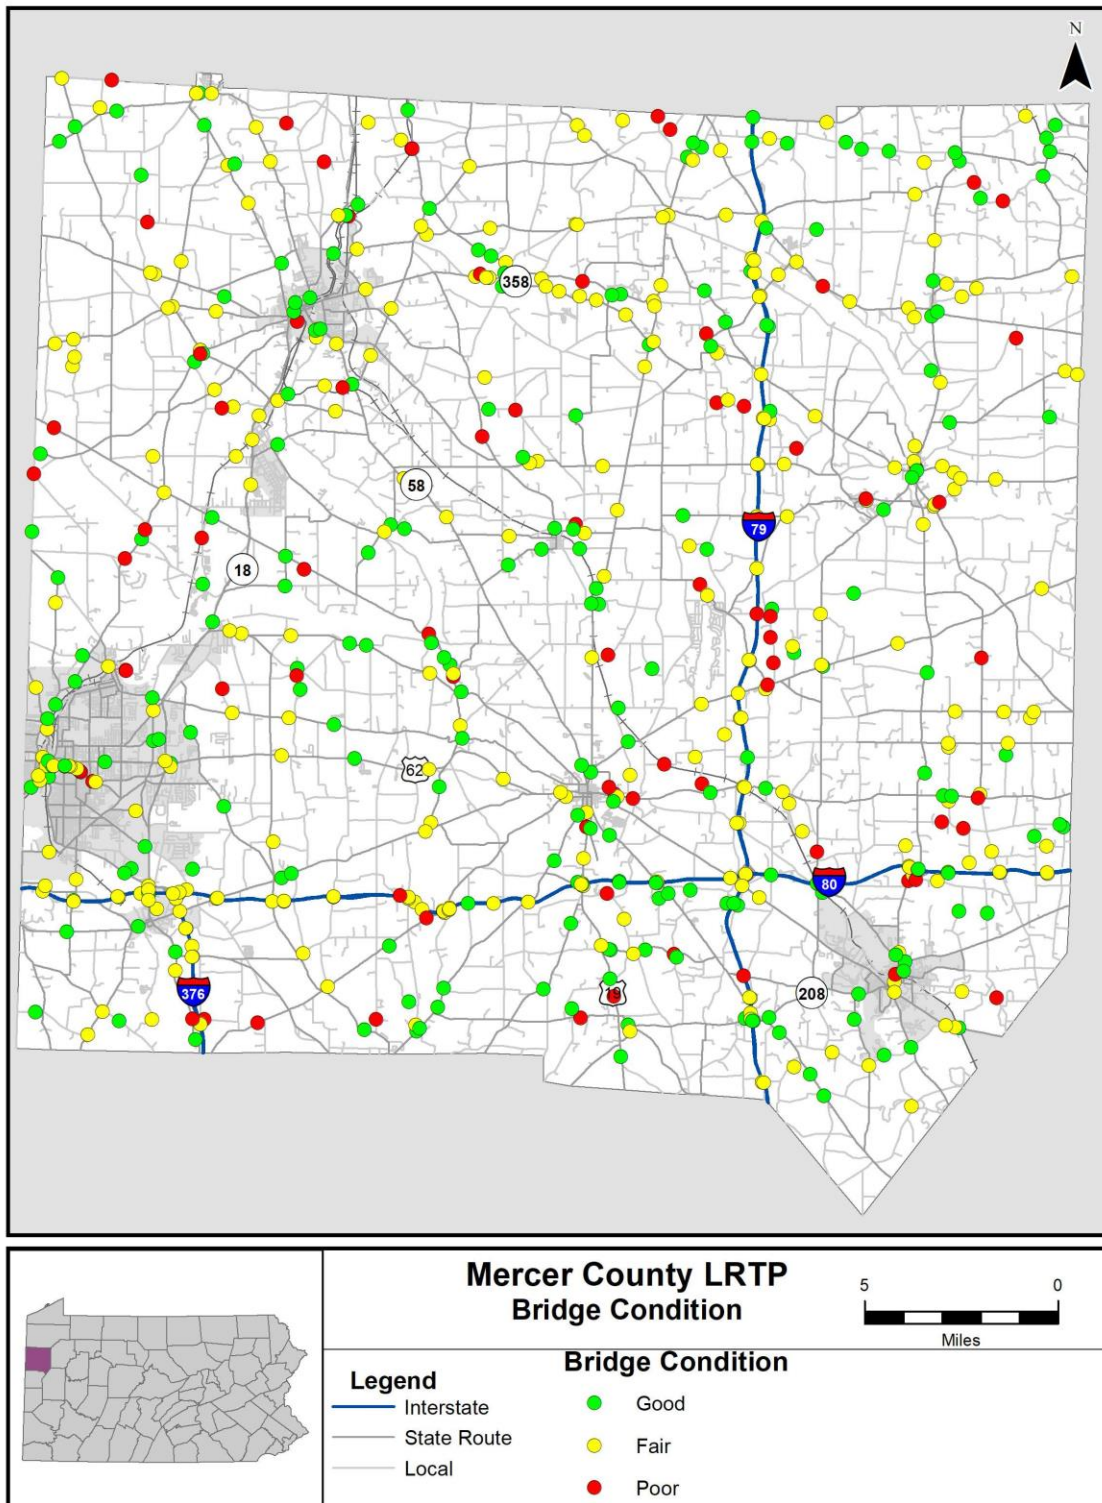 N
358
58
79
18
62
80
376
19
208
Mercer County LRTP
Bridge Condition
5 0
Miles
Legend
Interstate
State Route
Local
Bridge Condition
Good
Fair
Poor